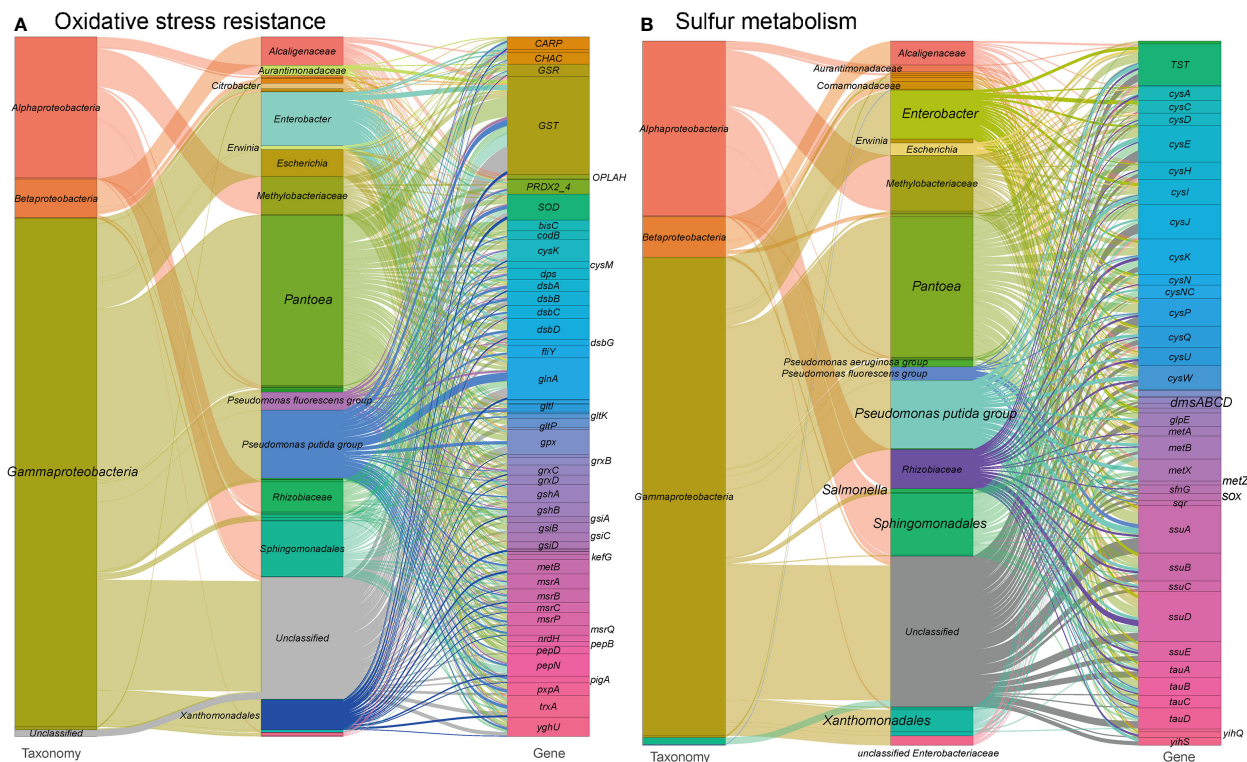 A Oxidative stress resistance
Alphaproteobacteria
Betaproteobacteria
Gammaproteobacteria
Unclassified
Taxonomy
Alcaligenaceae
Aurantimonadaceae
Citrobacter
Enterobacter
Erwinia
Escherichia
Methylobacteriaceae
Pantoea
Pseudomonas fluorescens group
Pseudomonas putida group
Rhizobiaceae
Sphingomonadales
Unclassified
Xanthomonadales
CARP
CHAC
GSR
GST
OPLAH
PRDX2_4
SOD
bisC
codB
cysK
cysM
dps
dsbA
dsbB
dsbC
dsbD
dsbG
fliY
glnA
gltI
gltK
gltP
gpx
grxB
grxC
grxD
gshA
gshB
gsiA
gsiB
gsiC
gsiD
kefG
metB
msrA
msrB
msrC
msrP
msrQ
nrdH
pepB
pepD
pepN
pigA
pxpA
trxA
yghU
Gene
B Sulfur metabolism
Alphaproteobacteria
Betaproteobacteria
Gammaproteobacteria
Taxonomy
Alcaligenaceae
Aurantimonadaceae
Comamonadaceae
Enterobacter
Erwinia
Escherichia
Methylobacteriaceae
Pantoea
Pseudomonas aeruginosa group
Pseudomonas fluorescens group
Pseudomonas putida group
Rhizobiaceae
Salmonella
Sphingomonadales
Unclassified
Xanthomonadales
unclassified Enterobacteriaceae
TST
cysA
cysC
cysD
cysE
cysH
cysI
cysJ
cysK
cysN
cysNC
cysP
cysQ
cysU
cysW
dmsABCD
glpE
metA
metB
metX
metZ
sfnG
sox
sqr
ssuA
ssuB
ssuC
ssuD
ssuE
tauA
tauB
tauC
tauD
yihQ
yihS
Gene